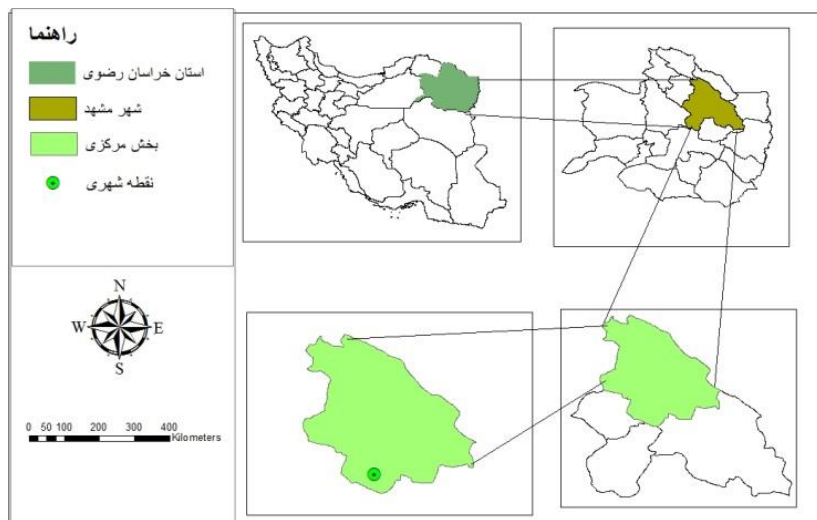 راهنما
استان خراسان رضوی
شهر مشهد
بخش مرکزی
نقطه شهری
N
W E
S
0 50 100 200 300 400
Kilometers